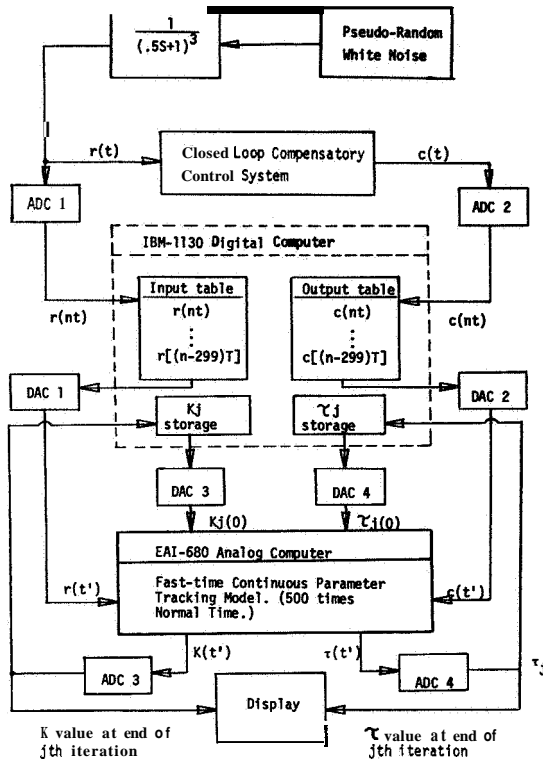 1
(.5S+1)³
Pseudo-Random
White Noise
r(t)
Closed Loop Compensatory
Control System
c(t)
ADC 1
ADC 2
IBM-1130 Digital Computer
Input table
r(nt)
⋮
r[(n-299)T]
Output table
c(nt)
⋮
c[(n-299)T]
r(nt)
c(nt)
DAC 1
DAC 2
Kj
storage
τj
storage
DAC 3
DAC 4
Kj(0)
τj(0)
EAI-680 Analog Computer
Fast-time Continuous Parameter
Tracking Model. (500 times
Normal Time.)
r(t')
c(t')
K(t')
τ(t')
ADC 3
ADC 4
τj
Display
K value at end of
jth iteration
τ value at end of
jth iteration